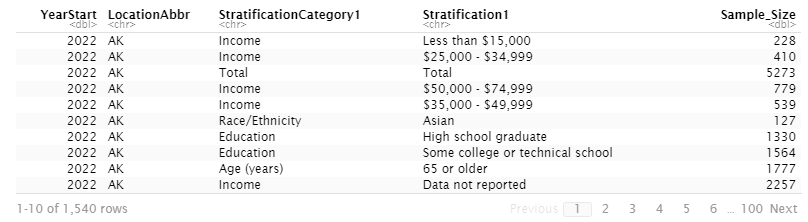 YearStart LocationAbbr StratificationCategory1 Stratification1 Sample_Size
<dbl> <chr> <chr> <chr> <dbl>
2022 AK Income Less than $15,000 228
2022 AK Income $25,000 - $34,999 410
2022 AK Total Total 5273
2022 AK Income $50,000 - $74,999 779
2022 AK Income $35,000 - $49,999 539
2022 AK Race/Ethnicity Asian 127
2022 AK Education High school graduate 1330
2022 AK Education Some college or technical school 1564
2022 AK Age (years) 65 or older 1777
2022 AK Income Data not reported 2257
1-10 of 1,540 rows Previous 1 2 3 4 5 6 ... 100 Next